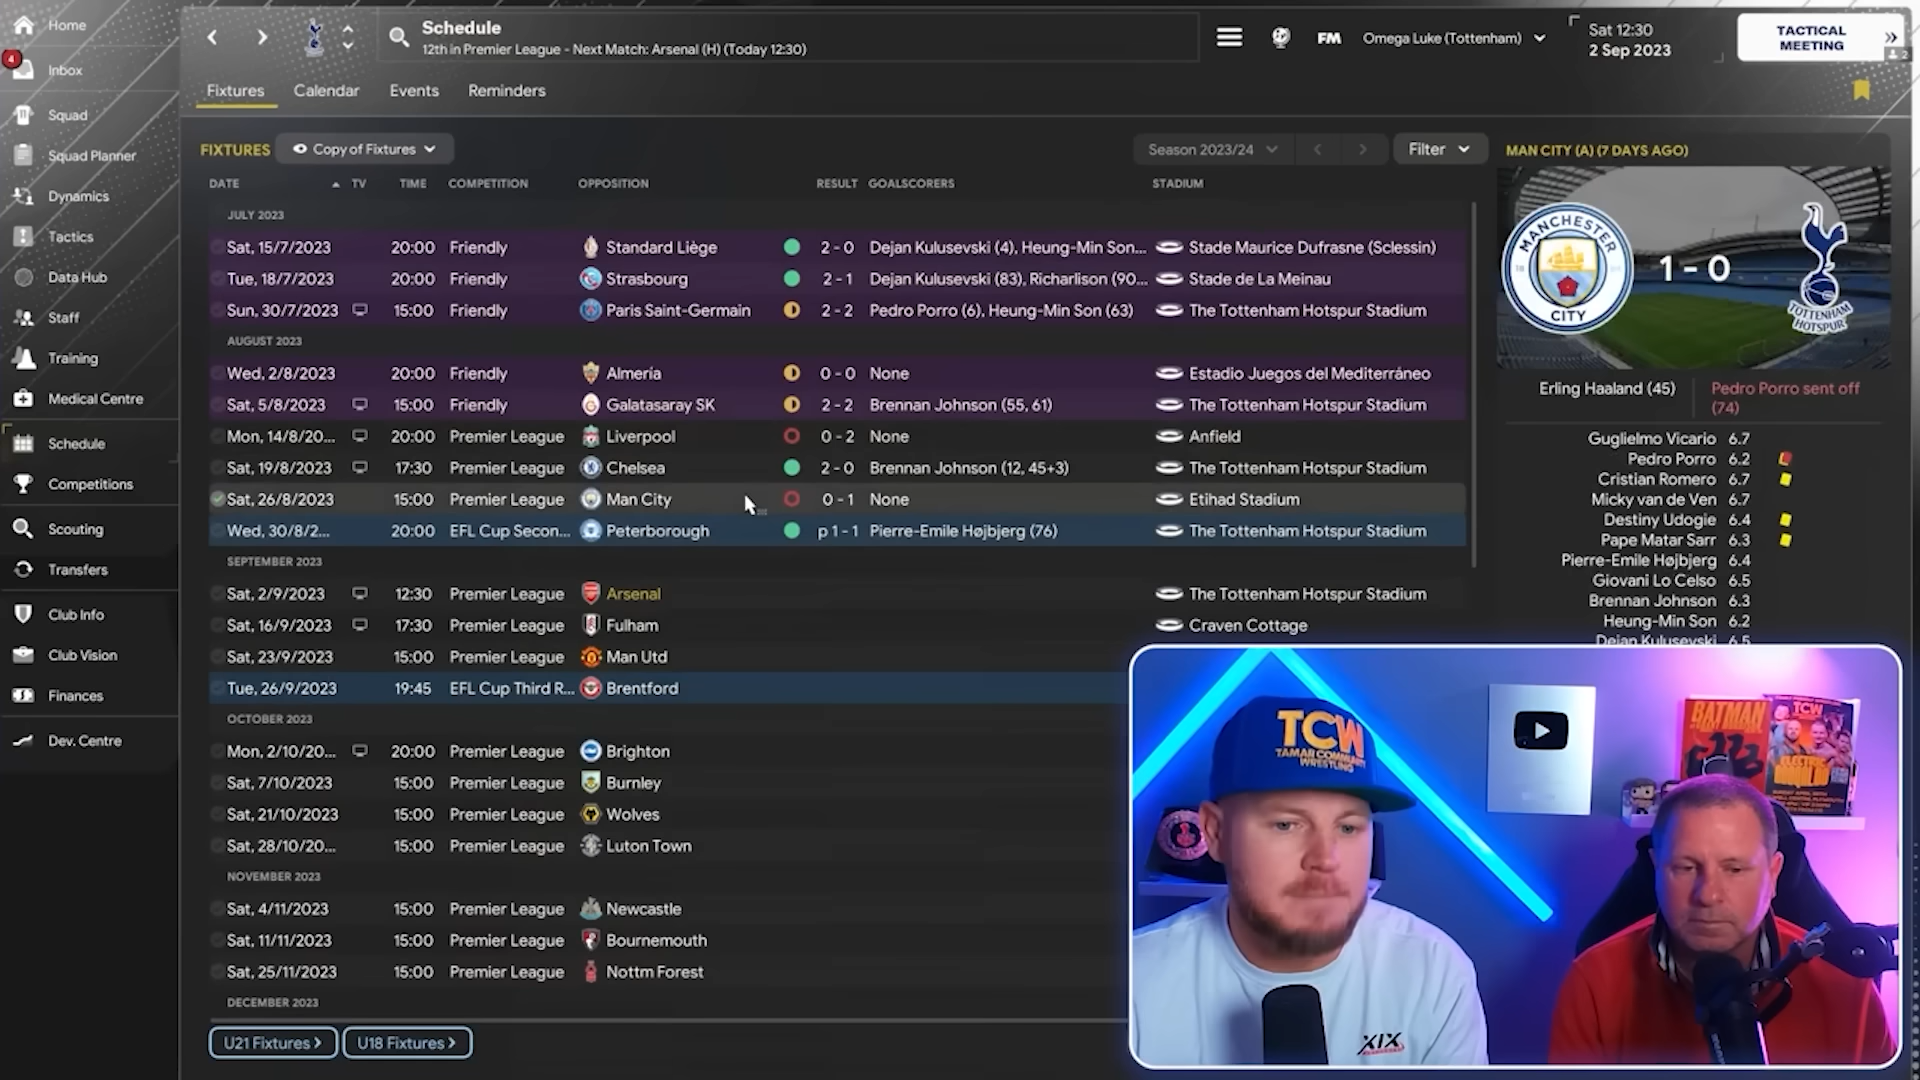 Home
4
Inbox
Squad
Squad Planner
Dynamics
Tactics
Data Hub
Staff
Training
Medical Centre
Schedule
Competitions
Scouting
Transfers
Club Info
Club Vision
Finances
Dev. Centre
Schedule
12th in Premier League - Next Match: Arsenal (H) (Today 12:30)
FM
Omega Luke (Tottenham)
Sat 12:30
2 Sep 2023
TACTICAL
MEETING
2
Fixtures Calendar Events Reminders
FIXTURES Copy of Fixtures Season 2023/24 Filter
DATE TV TIME COMPETITION OPPOSITION RESULT GOALSCORERS STADIUM
JULY 2023
Sat, 15/7/2023 20:00 Friendly Standard Liège 2 - 0 Dejan Kulusevski (4), Heung-Min Son... Stade Maurice Dufrasne (Sclessin)
Tue, 18/7/2023 20:00 Friendly Strasbourg 2 - 1 Dejan Kulusevski (83), Richarlison (90... Stade de La Meinau
Sun, 30/7/2023 15:00 Friendly Paris Saint-Germain 2 - 2 Pedro Porro (6), Heung-Min Son (63) The Tottenham Hotspur Stadium
AUGUST 2023
Wed, 2/8/2023 20:00 Friendly Almería 0 - 0 None Estadio Juegos del Mediterráneo
Sat, 5/8/2023 15:00 Friendly Galatasaray SK 2 - 2 Brennan Johnson (55, 61) The Tottenham Hotspur Stadium
Mon, 14/8/20... 20:00 Premier League Liverpool 0 - 2 None Anfield
Sat, 19/8/2023 17:30 Premier League Chelsea 2 - 0 Brennan Johnson (12, 45+3) The Tottenham Hotspur Stadium
Sat, 26/8/2023 15:00 Premier League Man City 0 - 1 None Etihad Stadium
Wed, 30/8/2... 20:00 EFL Cup Secon... Peterborough p 1 - 1 Pierre-Emile Højbjerg (76) The Tottenham Hotspur Stadium
SEPTEMBER 2023
Sat, 2/9/2023 12:30 Premier League Arsenal The Tottenham Hotspur Stadium
Sat, 16/9/2023 17:30 Premier League Fulham Craven Cottage
Sat, 23/9/2023 15:00 Premier League Man Utd
Tue, 26/9/2023 19:45 EFL Cup Third R... Brentford
OCTOBER 2023
Mon, 2/10/20... 20:00 Premier League Brighton
Sat, 7/10/2023 15:00 Premier League Burnley
Sat, 21/10/2023 15:00 Premier League Wolves
Sat, 28/10/20... 15:00 Premier League Luton Town
NOVEMBER 2023
Sat, 4/11/2023 15:00 Premier League Newcastle
Sat, 11/11/2023 15:00 Premier League Bournemouth
Sat, 25/11/2023 15:00 Premier League Nottm Forest
DECEMBER 2023
U21 Fixtures
U18 Fixtures
MAN CITY (A) (7 DAYS AGO)
MANCHESTER
CITY
1 - 0
TOTTENHAM
HOTSPUR
Erling Haaland (45)
Pedro Porro sent off
(74)
Guglielmo Vicario 6.7
Pedro Porro 6.2
Cristian Romero 6.7
Micky van de Ven 6.7
Destiny Udogie 6.4
Pape Matar Sarr 6.3
Pierre-Emile Højbjerg 6.4
Giovani Lo Celso 6.5
Brennan Johnson 6.3
Heung-Min Son 6.2
Dejan Kulusevski 6.5
TCW
TAMAR COMMUNITY
WRESTLING
BATMAN
TCW
XIX